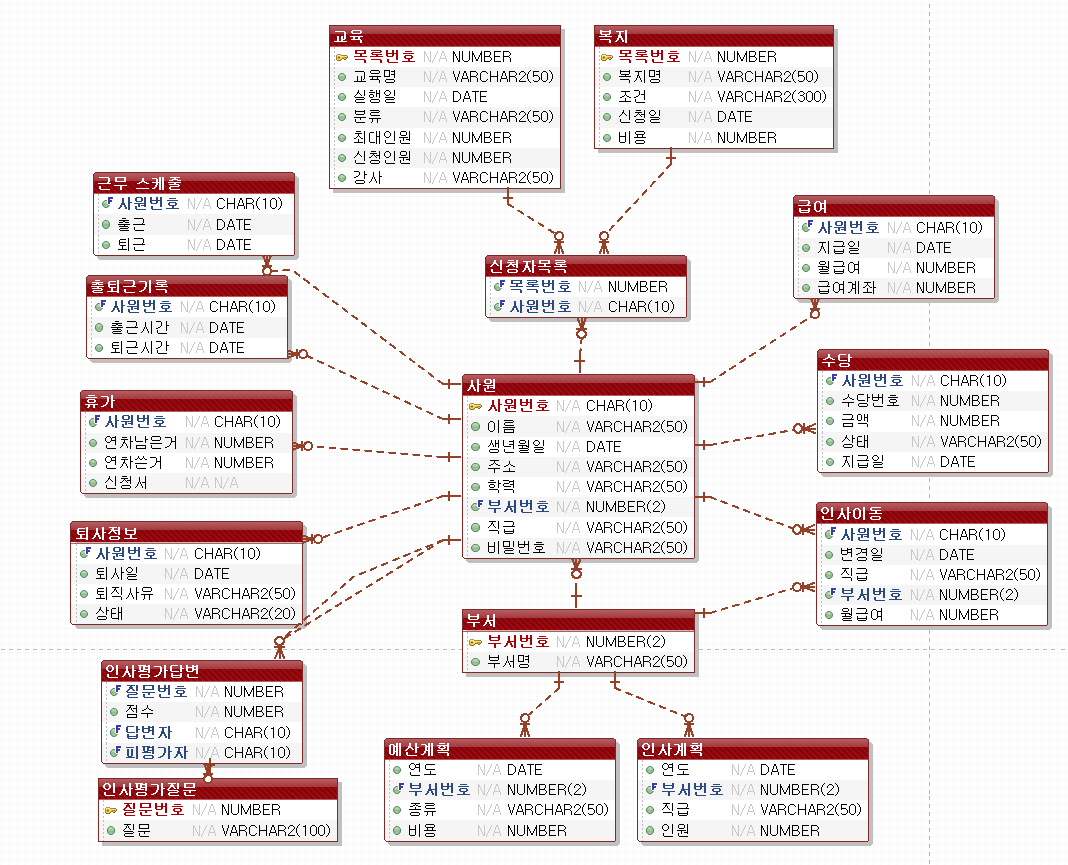 교육
목록번호 N/A NUMBER
교육명 N/A VARCHAR2(50)
실행일 N/A DATE
분류 N/A VARCHAR2(50)
최대인원 N/A NUMBER
신청인원 N/A NUMBER
강사 N/A VARCHAR2(50)
복지
목록번호 N/A NUMBER
복지명 N/A VARCHAR2(50)
조건 N/A VARCHAR2(300)
신청일 N/A DATE
비용 N/A NUMBER
근무 스케줄
사원번호 N/A CHAR(10)
출근 N/A DATE
퇴근 N/A DATE
급여
사원번호 N/A CHAR(10)
지급일 N/A DATE
월급여 N/A NUMBER
급여계좌 N/A NUMBER
신청자목록
목록번호 N/A NUMBER
사원번호 N/A CHAR(10)
출퇴근기록
사원번호 N/A CHAR(10)
출근시간 N/A DATE
퇴근시간 N/A DATE
수당
사원번호 N/A CHAR(10)
수당번호 N/A NUMBER
금액 N/A NUMBER
상태 N/A VARCHAR2(50)
지급일 N/A DATE
사원
사원번호 N/A CHAR(10)
이름 N/A VARCHAR2(50)
생년월일 N/A DATE
주소 N/A VARCHAR2(50)
학력 N/A VARCHAR2(50)
부서번호 N/A NUMBER(2)
직급 N/A VARCHAR2(50)
비밀번호 N/A VARCHAR2(50)
휴가
사원번호 N/A CHAR(10)
연차남은거 N/A NUMBER
연차쓴거 N/A NUMBER
신청서 N/A N/A
인사이동
사원번호 N/A CHAR(10)
변경일 N/A DATE
직급 N/A VARCHAR2(50)
부서번호 N/A NUMBER(2)
월급여 N/A NUMBER
퇴사정보
사원번호 N/A CHAR(10)
퇴사일 N/A DATE
퇴직사유 N/A VARCHAR2(50)
상태 N/A VARCHAR2(20)
부서
부서번호 N/A NUMBER(2)
부서명 N/A VARCHAR2(50)
인사평가답변
질문번호 N/A NUMBER
점수 N/A NUMBER
답변자 N/A CHAR(10)
피평가자 N/A CHAR(10)
인사평가질문
질문번호 N/A NUMBER
질문 N/A VARCHAR2(100)
예산계획
연도 N/A DATE
부서번호 N/A NUMBER(2)
종류 N/A VARCHAR2(50)
비용 N/A NUMBER
인사계획
연도 N/A DATE
부서번호 N/A NUMBER(2)
직급 N/A VARCHAR2(50)
인원 N/A NUMBER